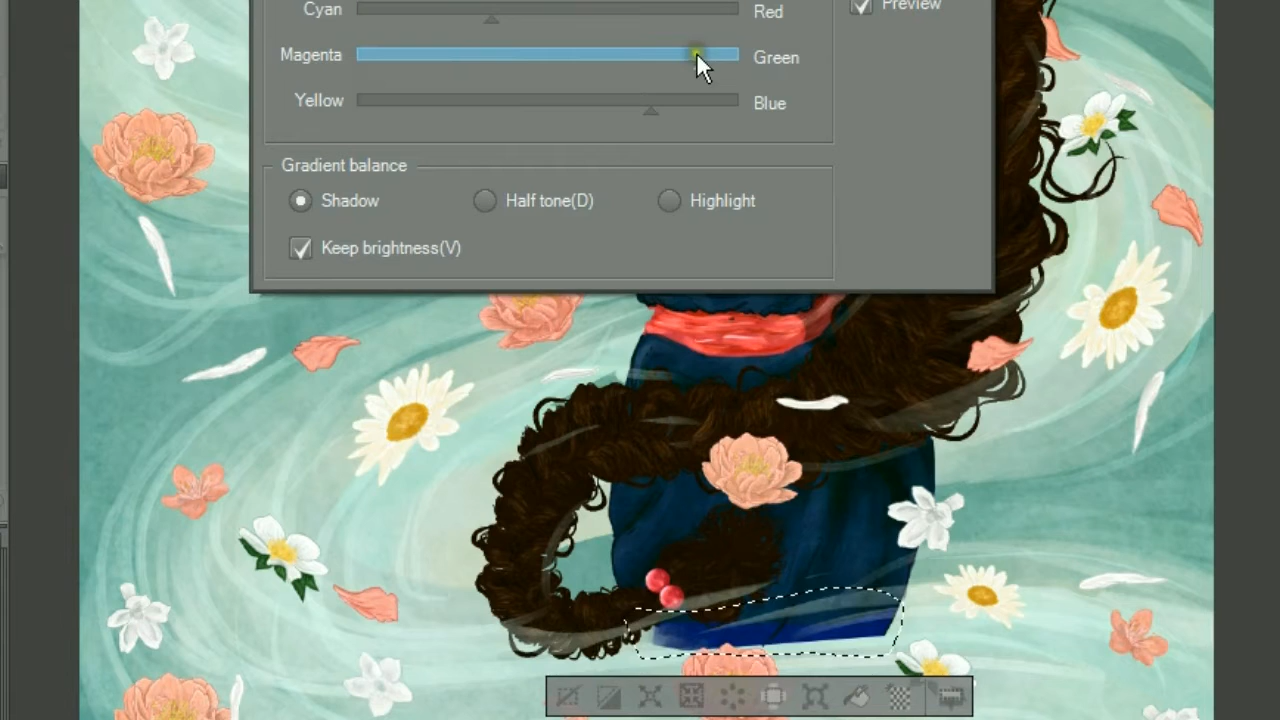 Cyan Red
Preview
Magenta Green
Yellow Blue
Gradient balance
Shadow Half tone(D) Highlight
Keep brightness(V)